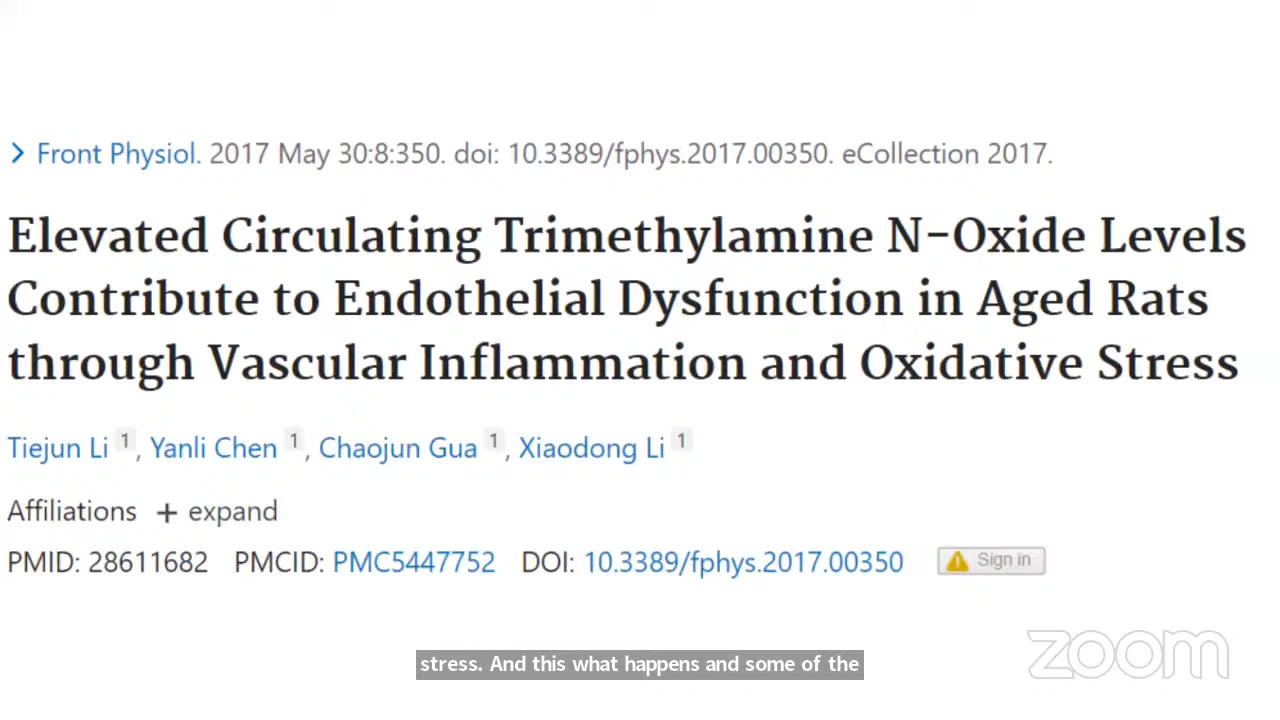 > Front Physiol. 2017 May 30:8:350. doi: 10.3389/fphys.2017.00350. eCollection 2017.
Elevated Circulating Trimethylamine N-Oxide Levels
Contribute to Endothelial Dysfunction in Aged Rats
through Vascular Inflammation and Oxidative Stress
Tiejun Li 1, Yanli Chen 1, Chaojun Gua 1, Xiaodong Li 1
Affiliations + expand
PMID: 28611682 PMCID: PMC5447752 DOI: 10.3389/fphys.2017.00350 Sign in
stress. And this what happens and some of the
zoom